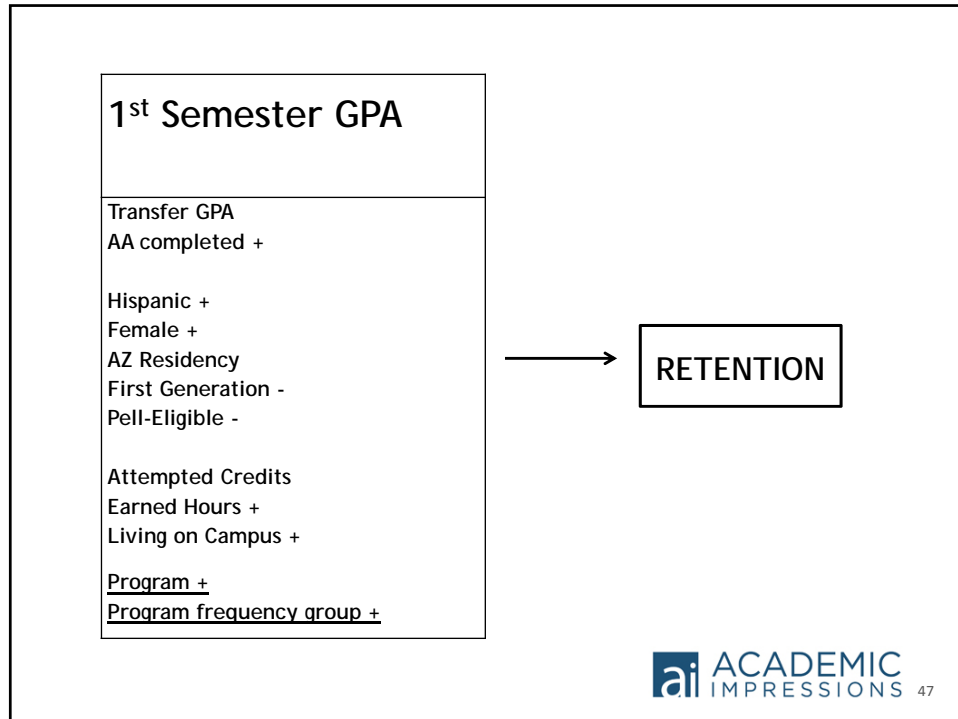 1st Semester GPA
Transfer GPA
AA completed +
Hispanic +
Female +
AZ Residency
First Generation -
Pell-Eligible -
Attempted Credits
Earned Hours +
Living on Campus +
Program +
Program frequency group +
RETENTION
ai ACADEMIC
IMPRESSIONS 47